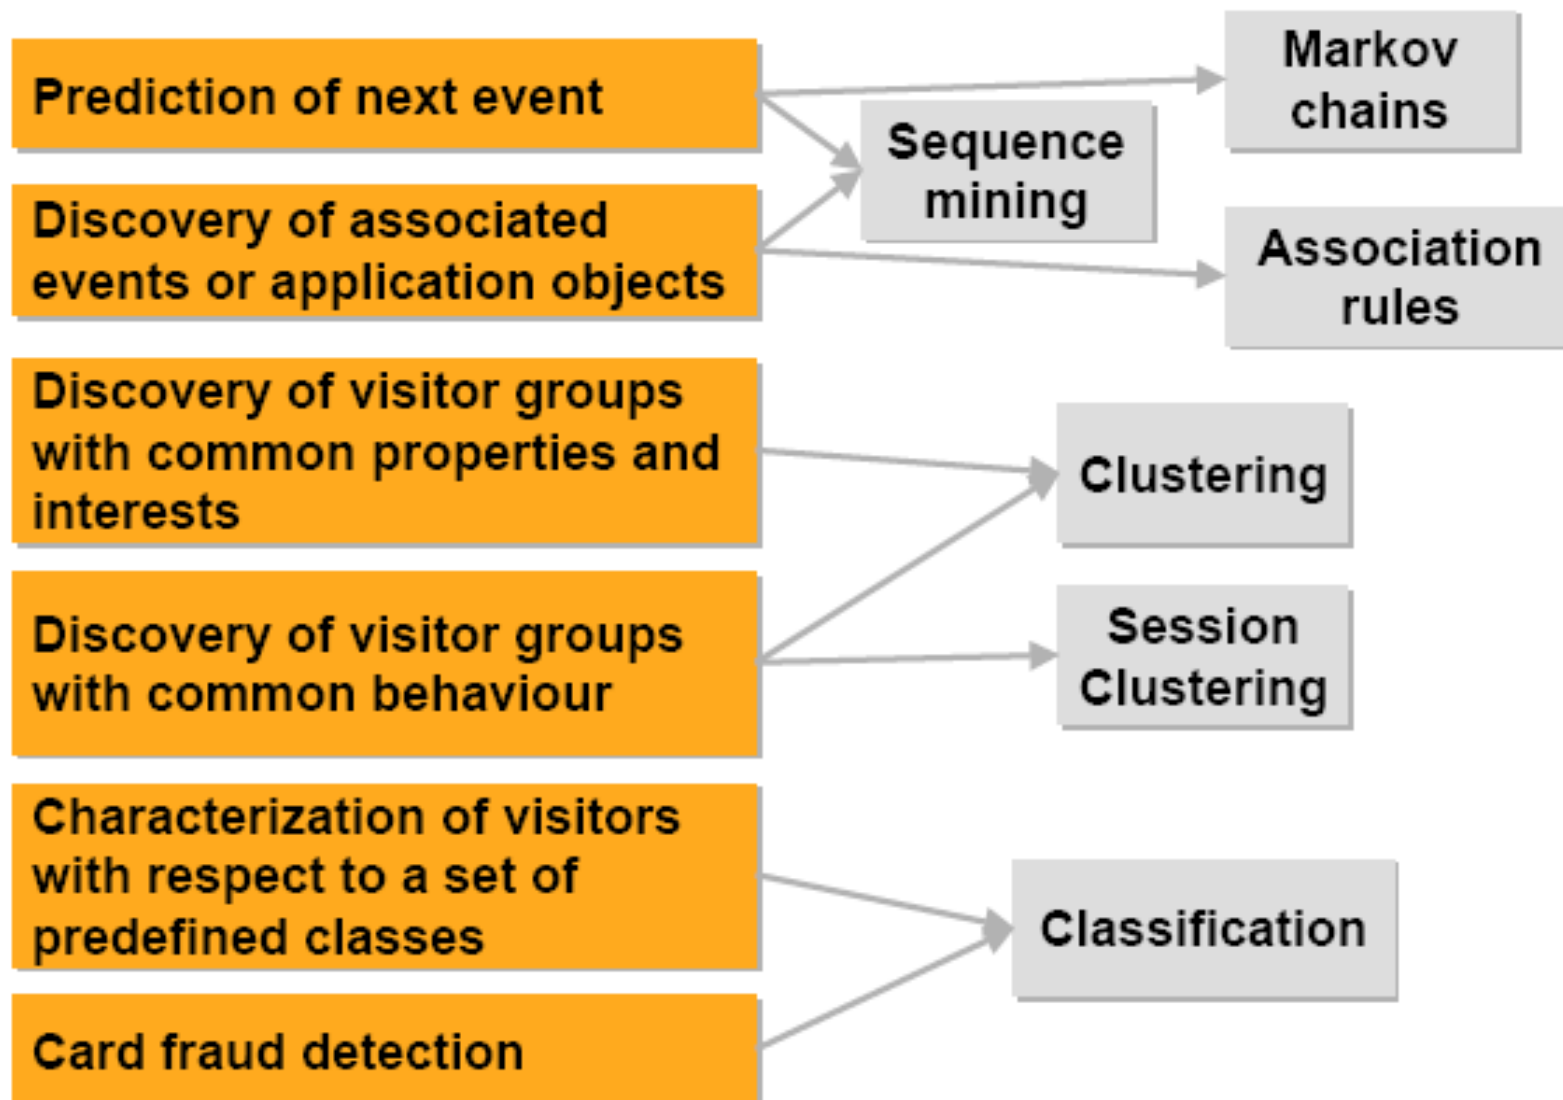 Prediction of next event
Markov
chains
Sequence
mining
Discovery of associated
events or application objects
Association
rules
Discovery of visitor groups
with common properties and
interests
Clustering
Discovery of visitor groups
with common behaviour
Session
Clustering
Characterization of visitors
with respect to a set of
predefined classes
Classification
Card fraud detection